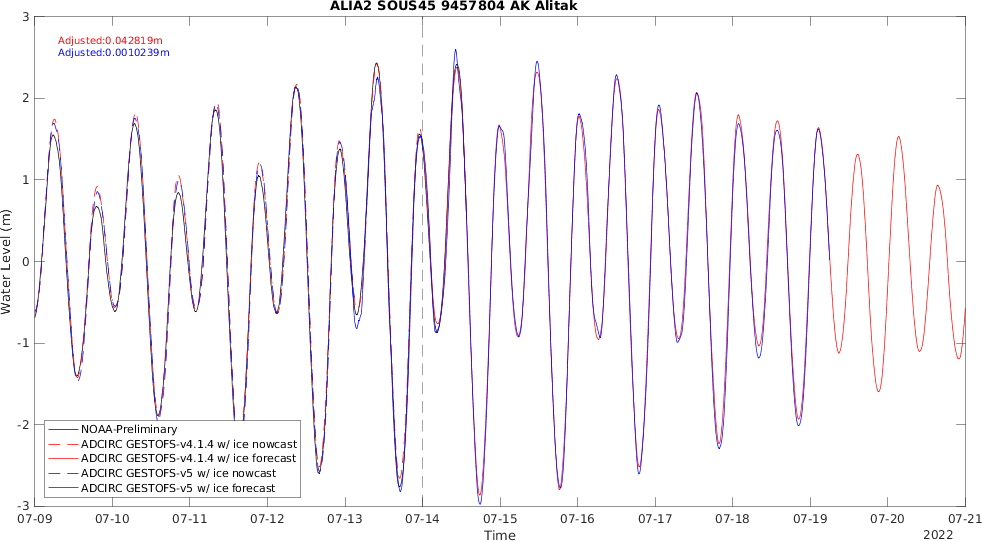 ALIA2 SOUS45 9457804 AK Alitak
Adjusted:0.042819m
Adjusted:0.0010239m
3
2
1
0
-1
-2
-3
Water Level (m)
NOAA-Preliminary
ADCIRC GESTOFS-v4.1.4 w/ ice nowcast
ADCIRC GESTOFS-v4.1.4 w/ ice forecast
ADCIRC GESTOFS-v5 w/ ice nowcast
ADCIRC GESTOFS-v5 w/ ice forecast
07-09 07-10 07-11 07-12 07-13 07-14 07-15 07-16 07-17 07-18 07-19 07-20 07-21
Time
2022